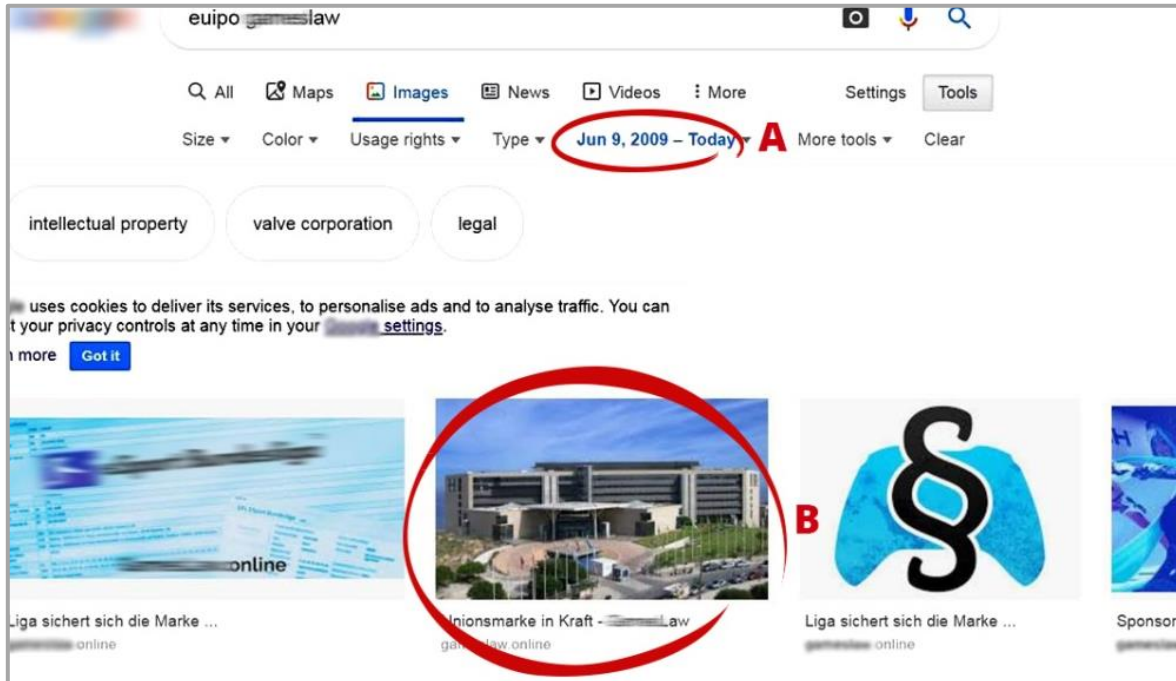 euipo law
All Maps Images News Videos More Settings Tools
Size Color Usage rights Type Jun 9, 2009 – Today A More tools Clear
intellectual property valve corporation legal
uses cookies to deliver its services, to personalise ads and to analyse traffic. You can
t your privacy controls at any time in your settings.
more Got it
online
B
Liga sichert sich die Marke ... Unionsmarke in Kraft - Law Liga sichert sich die Marke ... Sponsor
online law.online online